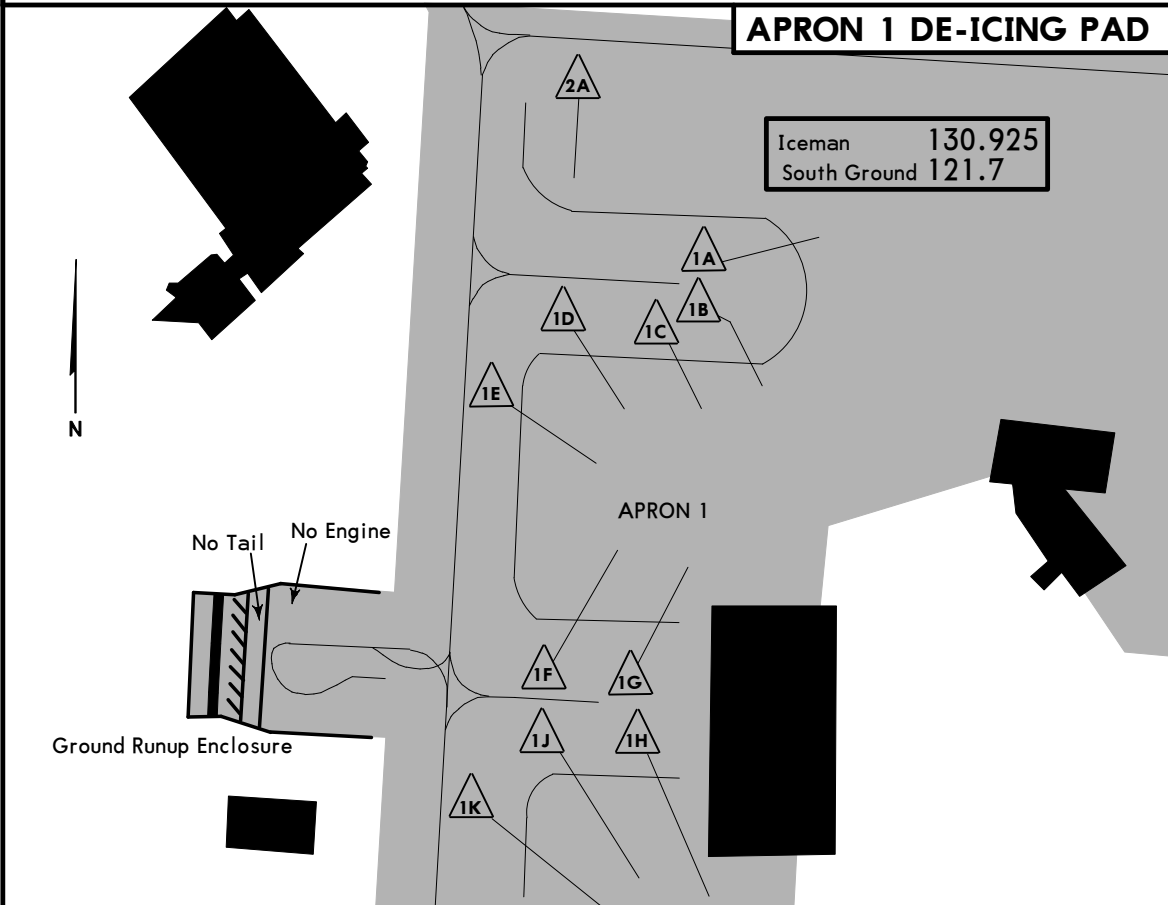 APRON 1 DE-ICING PAD
2A
Iceman 130.925
South Ground 121.7
1A
1B
1D
1C
1E
N
APRON 1
No Tail
No Engine
1F
1G
Ground Runup Enclosure
1J
1H
1K